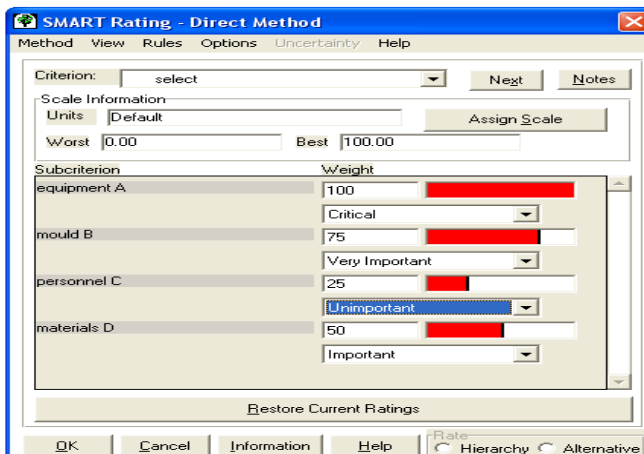 SMART Rating - Direct Method
Method View Rules Options Uncertainty Help
Criterion: select Next Notes
Scale Information
Units Default Assign Scale
Worst 0.00 Best 100.00
Subcriterion Weight
equipment A 100
Critical
mould B 75
Very Important
personnel C 25
Unimportant
materials D 50
Important
Restore Current Ratings
Rate
OK Cancel Information Help Hierarchy Alternative